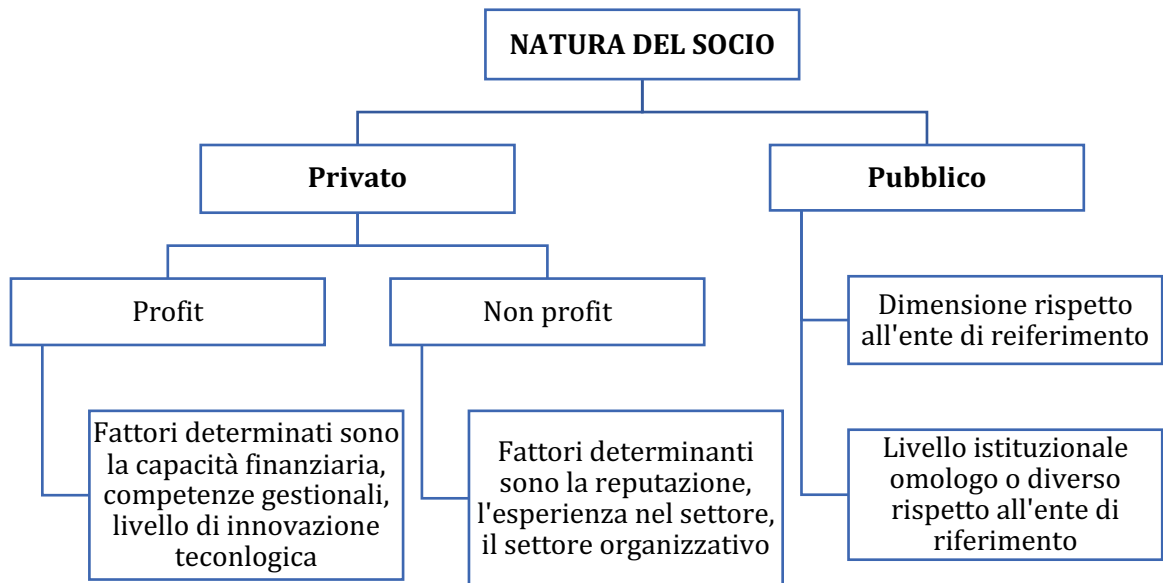 NATURA DEL SOCIO
Privato
Pubblico
Profit
Non profit
Dimensione rispetto
all'ente di reiferimento
Fattori determinati sono
la capacità finanziaria,
competenze gestionali,
livello di innovazione
teconlogica
Fattori determinanti
sono la reputazione,
l'esperienza nel settore,
il settore organizzativo
Livello istituzionale
omologo o diverso
rispetto all'ente di
riferimento